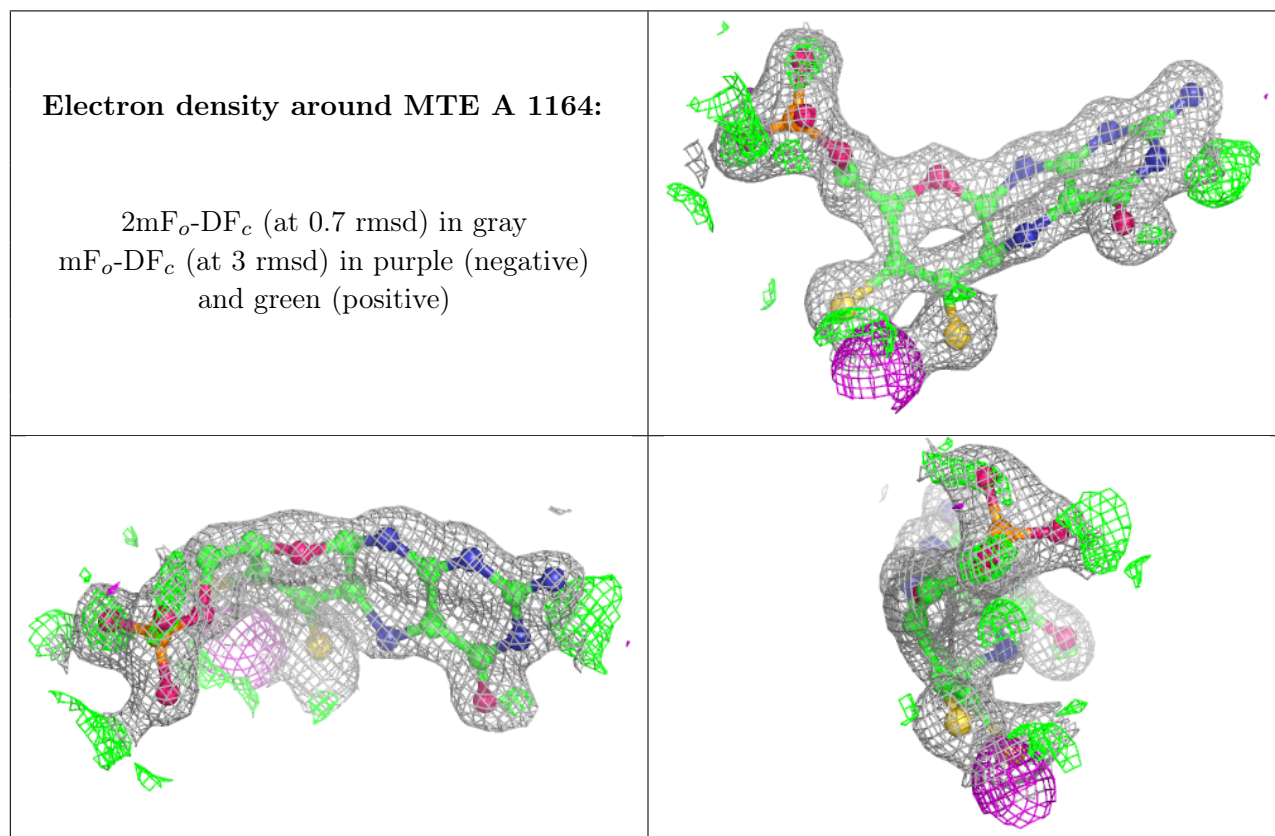 Electron density around MTE A 1164:
2mFₒ-DF𝒸 (at 0.7 rmsd) in gray
mFₒ-DF𝒸 (at 3 rmsd) in purple (negative)
and green (positive)